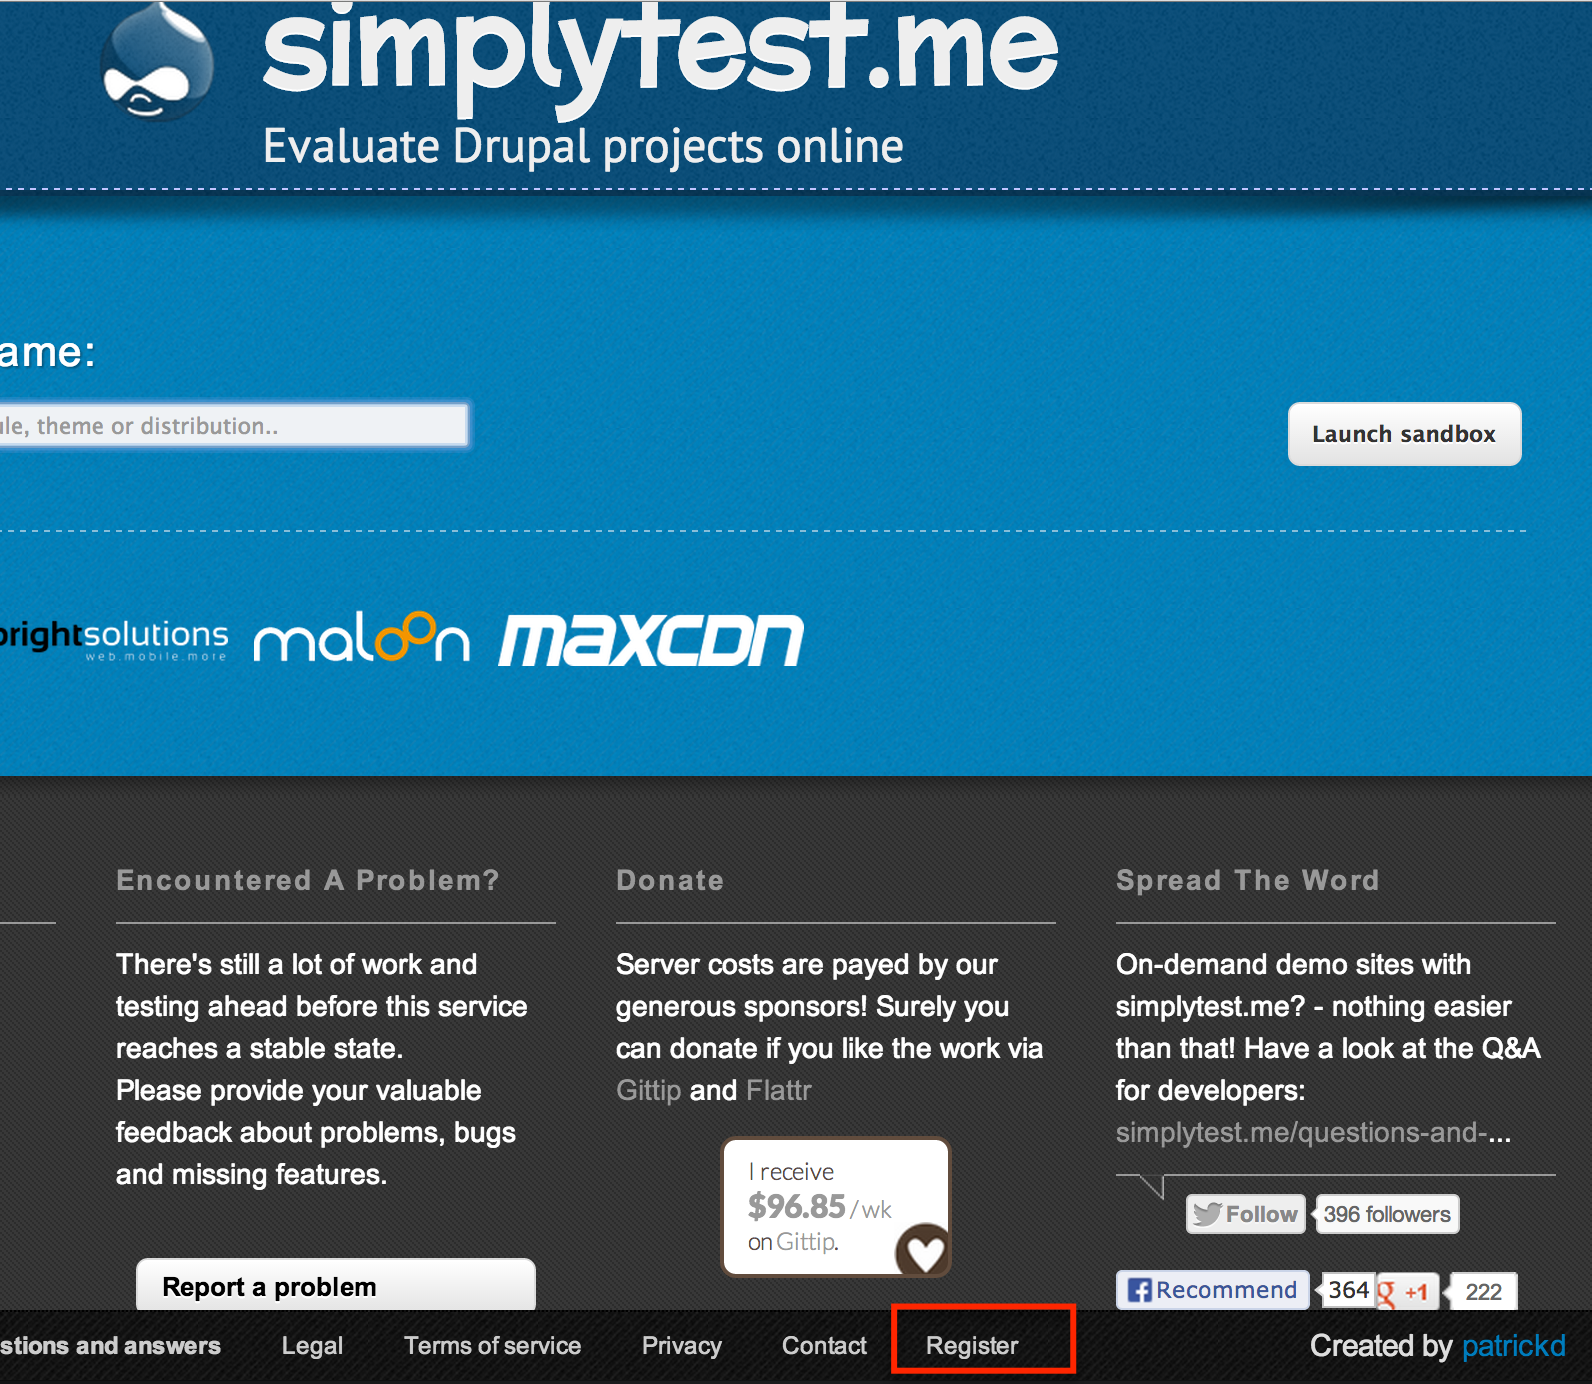 simplytest.me
Evaluate Drupal projects online
ame:
le, theme or distribution..
Launch sandbox
brightsolutions
web.mobile.more
maloon
maxcdn
Encountered A Problem?
There's still a lot of work and
testing ahead before this service
reaches a stable state.
Please provide your valuable
feedback about problems, bugs
and missing features.
Report a problem
Donate
Server costs are payed by our
generous sponsors! Surely you
can donate if you like the work via
Gittip and Flattr
I receive
$96.85 / wk
on Gittip.
Spread The Word
On-demand demo sites with
simplytest.me? - nothing easier
than that! Have a look at the Q&A
for developers:
simplytest.me/questions-and-...
Follow 396 followers
Recommend 364 g +1 222
stions and answers Legal Terms of service Privacy Contact Register Created by patrickd